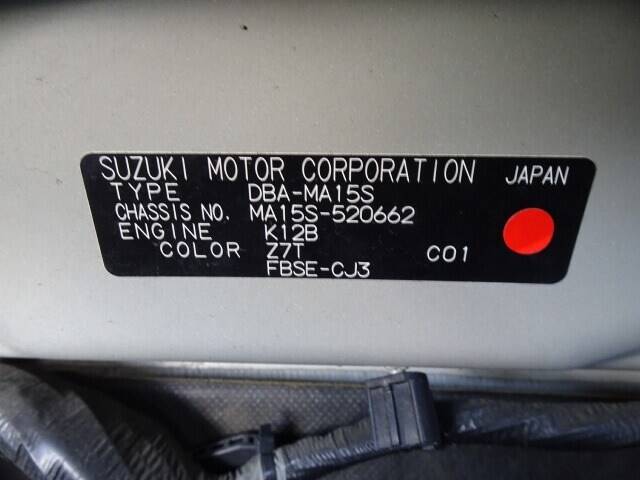 SUZUKI MOTOR CORPORATION JAPAN
TYPE DBA-MA15S
CHASSIS NO. MA15S-520662
ENGINE K12B
COLOR Z7T C01
FBSE-CJ3